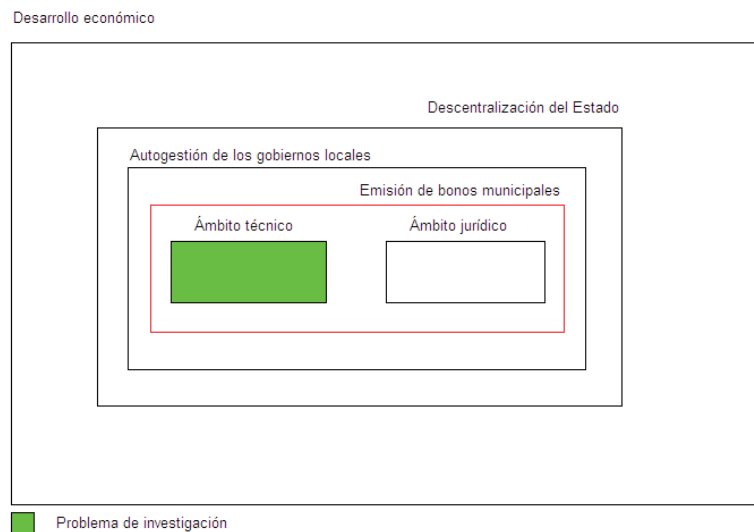 Desarrollo económico
Descentralización del Estado
Autogestión de los gobiernos locales
Emisión de bonos municipales
Ámbito técnico
Ámbito jurídico
Problema de investigación